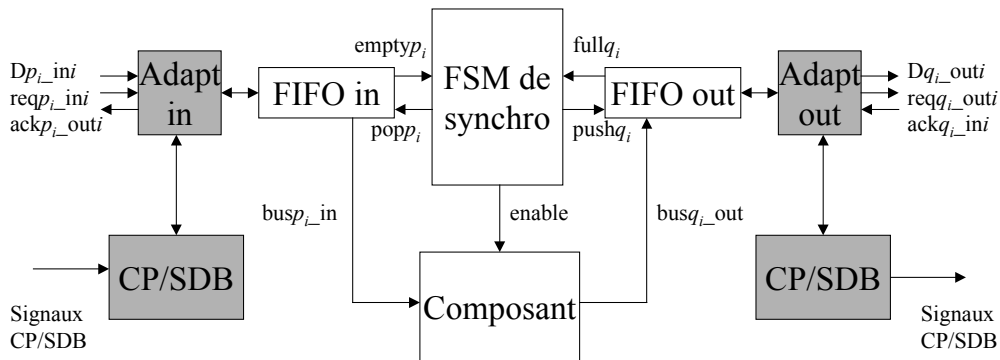 Dp_i_ini
reqp_i_ini
ackp_i_outi
Adapt
in
FIFO in
emptyp_i
popp_i
FSM de
synchro
fullq_i
pushq_i
FIFO out
Adapt
out
Dq_i_outi
reqq_i_outi
ackq_i_ini
busp_i_in
enable
busq_i_out
CP/SDB
Signaux
CP/SDB
Composant
CP/SDB
Signaux
CP/SDB